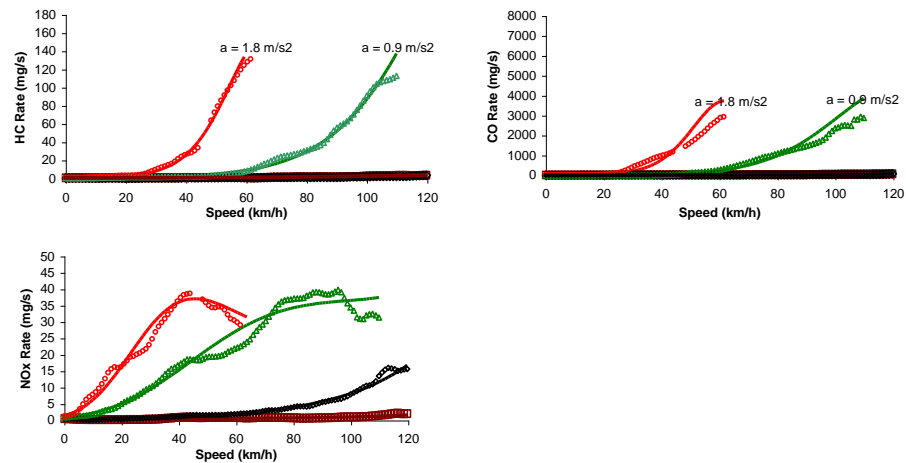 160
140
120
100
80
60
40
20
0
HC Rate (mg/s)
a = 1.8 m/s2
a = 0.9 m/s2
0 20 40 60 80 100 120
Speed (km/h)
8000
7000
6000
5000
4000
3000
2000
1000
0
CO Rate (mg/s)
a = 1.8 m/s2
a = 0.9 m/s2
0 20 40 60 80 100 120
Speed (km/h)
50
45
40
35
30
25
20
15
10
5
0
NOx Rate (mg/s)
0 20 40 60 80 100 120
Speed (km/h)